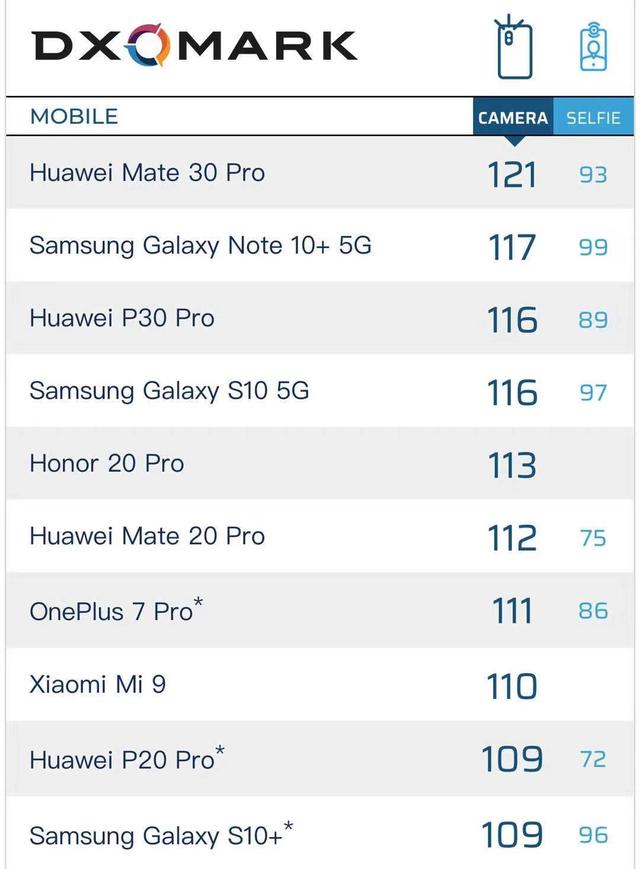 DXOMARK
8
MOBILE CAMERA SELFIE
Huawei Mate 30 Pro 121 93
Samsung Galaxy Note 10+ 5G 117 99
Huawei P30 Pro 116 89
Samsung Galaxy S10 5G 116 97
Honor 20 Pro 113
Huawei Mate 20 Pro 112 75
OnePlus 7 Pro* 111 86
Xiaomi Mi 9 110
Huawei P20 Pro* 109 72
Samsung Galaxy S10+* 109 96